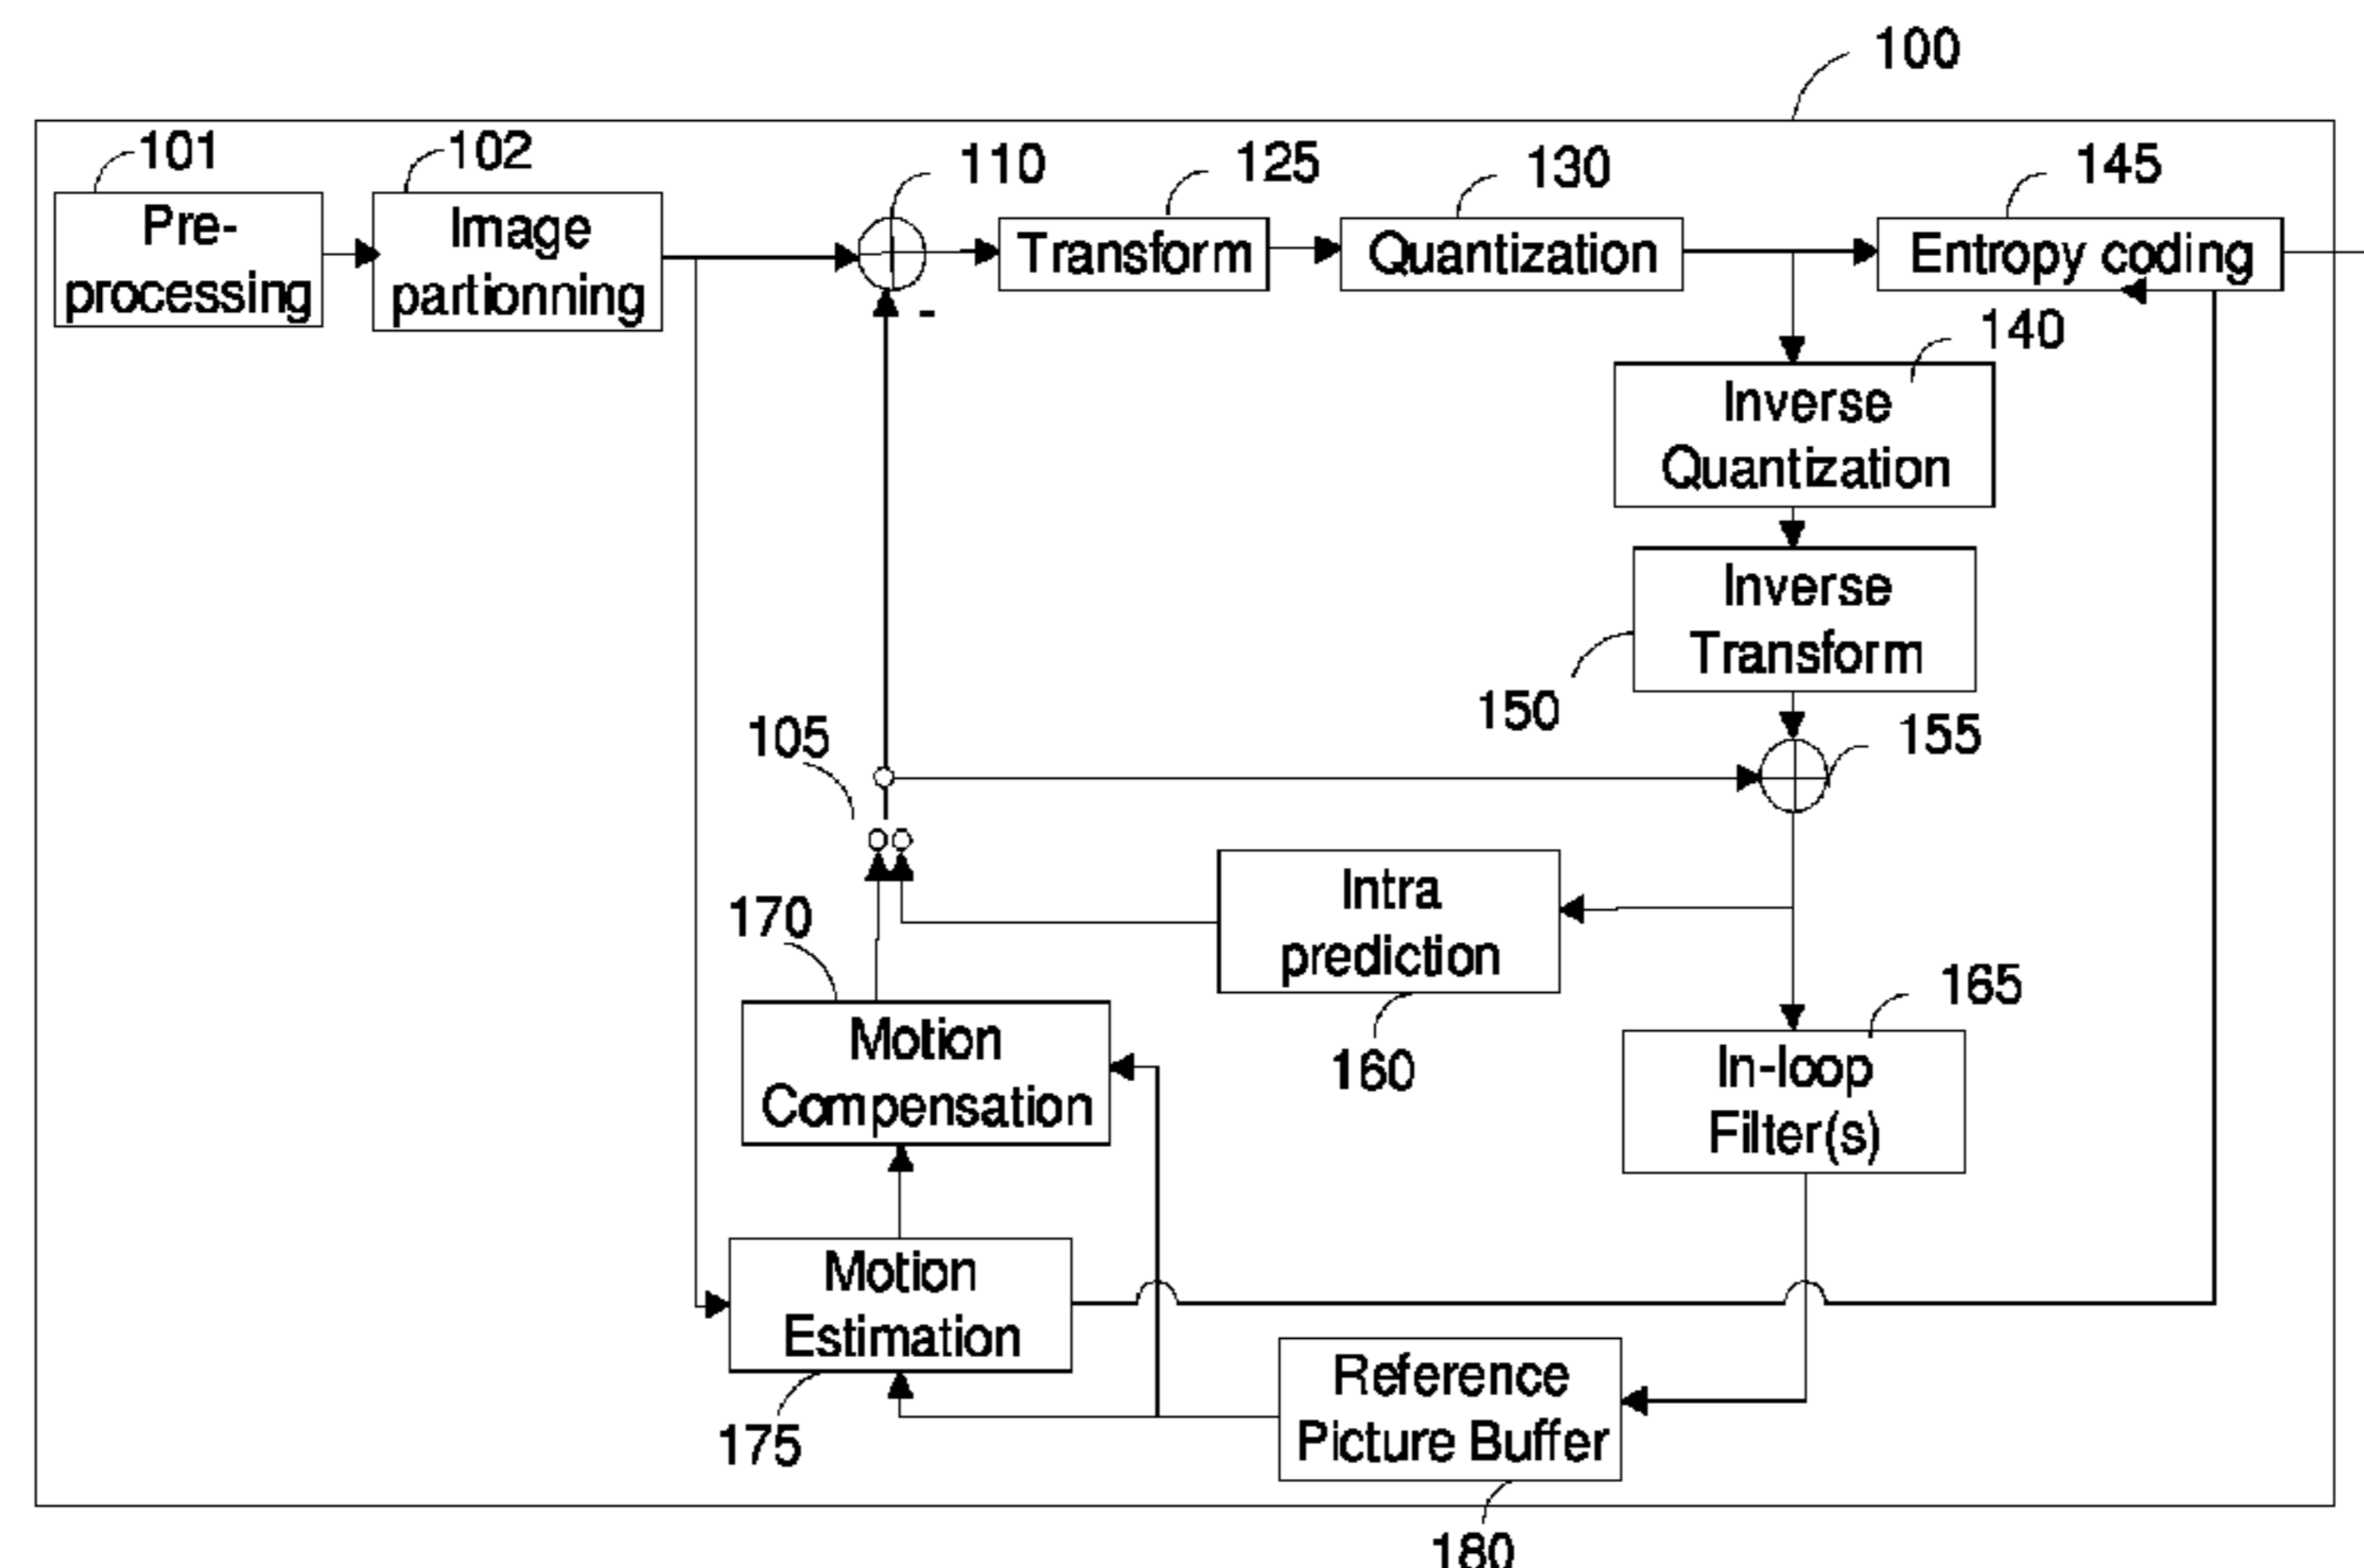 100
101
102
110
125
130
145
Pre-
processing
Image
partionning
Transform
Quantization
Entropy coding
-
140
Inverse
Quantization
Inverse
Transform
150
155
105
Intra
prediction
160
170
Motion
Compensation
165
In-loop
Filter(s)
Motion
Estimation
175
Reference
Picture Buffer
180